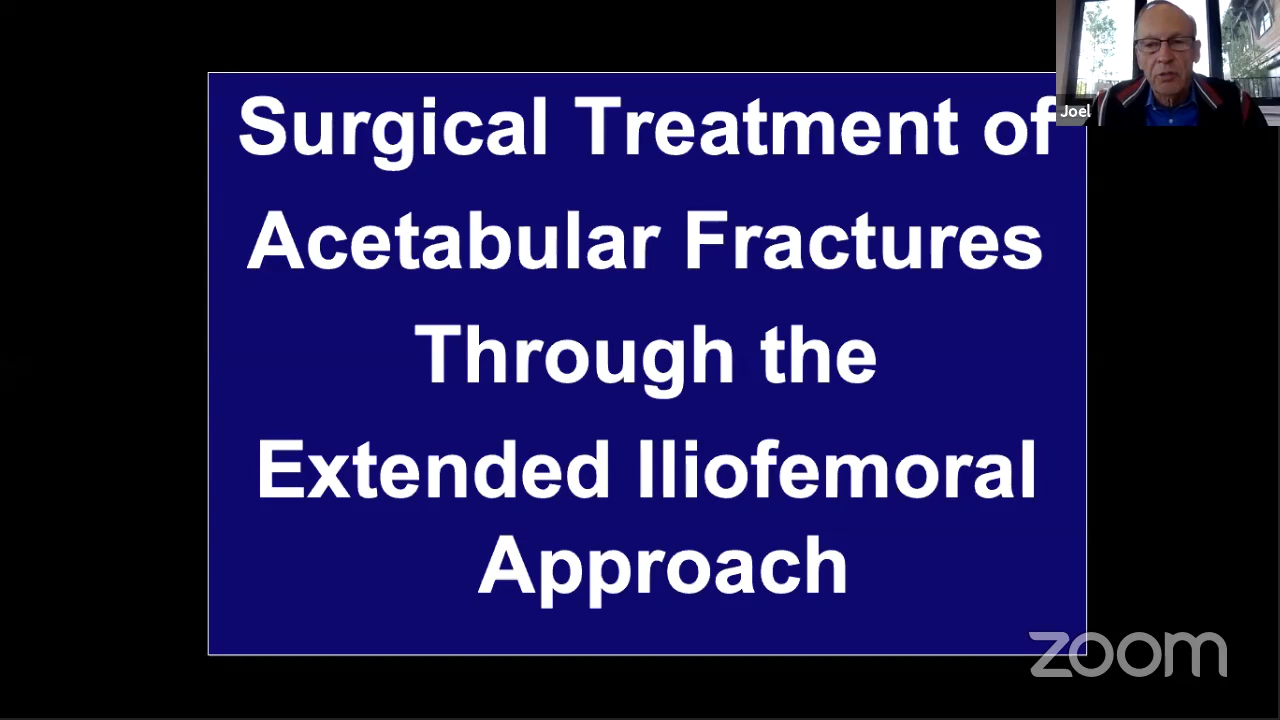 Surgical Treatment of
Acetabular Fractures
Through the
Extended Iliofemoral
Approach
Joel
zoom